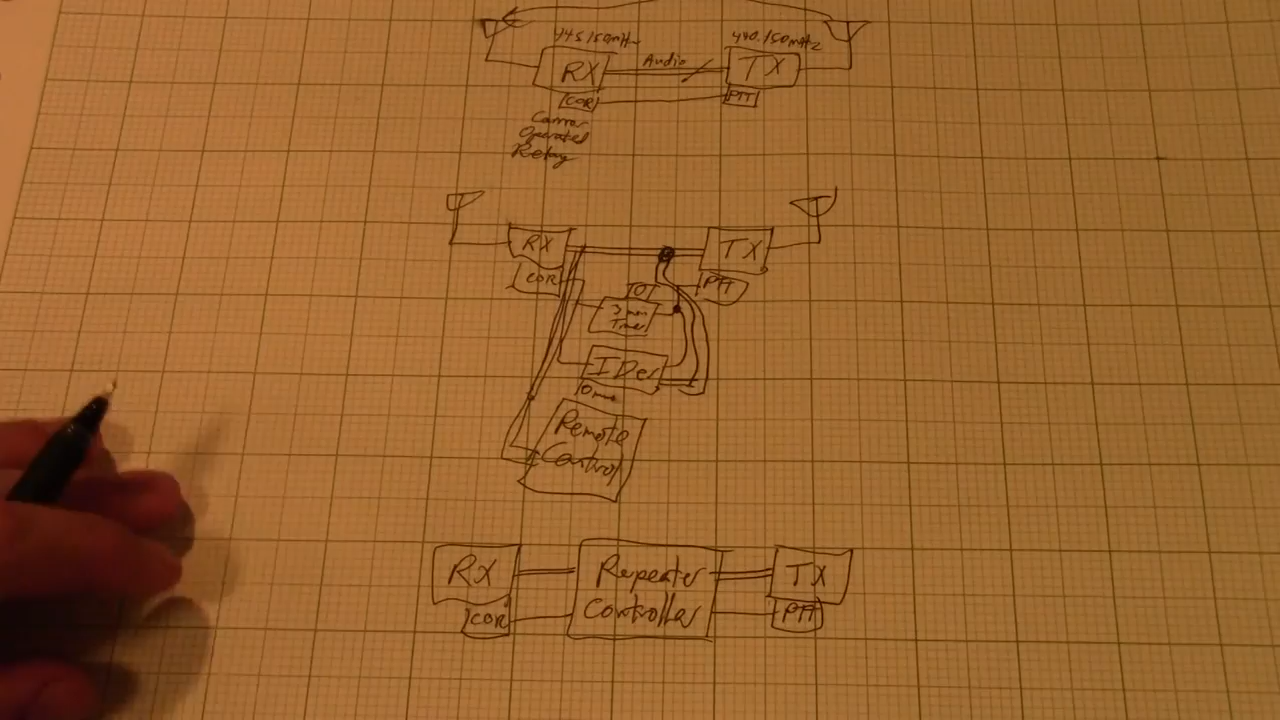 145.150mHz
440.150mHz
RX
Audio
TX
COR
PTT
Carrier
Operated
Relay
RX
TX
COR
PTT
TOT
3 min
Timer
IDer
10 min
Remote
Control
RX
Repeater
Controller
TX
COR
PTT